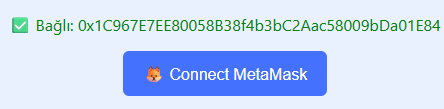 ✅ Bağlı: 0x1C967E7EE80058B38f4b3bC2Aac58009bDa01E84
🦊 Connect MetaMask